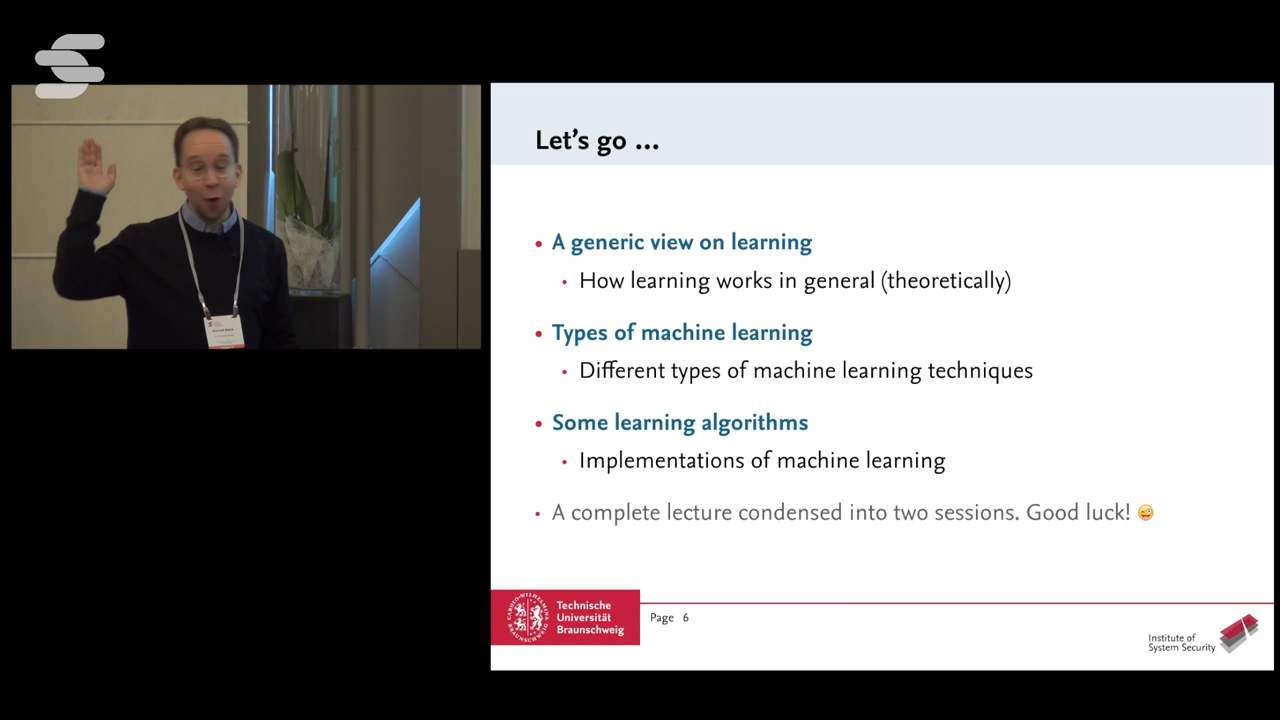 Let's go ...
• A generic view on learning
• How learning works in general (theoretically)
• Types of machine learning
• Different types of machine learning techniques
• Some learning algorithms
• Implementations of machine learning
• A complete lecture condensed into two sessions. Good luck! 😜
Technische
Universität
Braunschweig
Page 6
Institute of
System Security